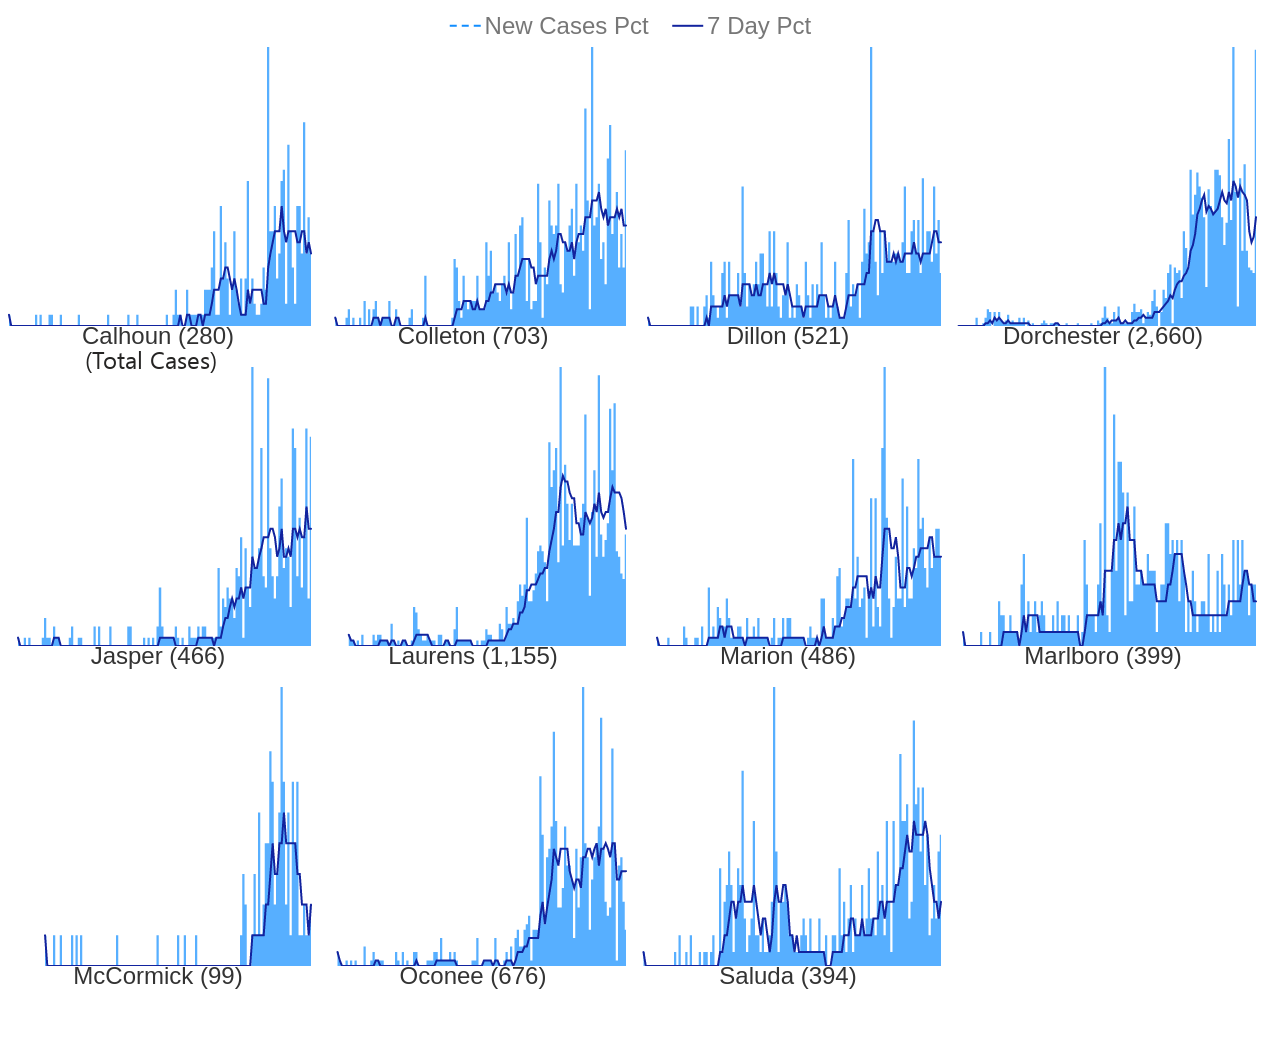 New Cases Pct 7 Day Pct
Calhoun (280) Colleton (703) Dillon (521) Dorchester (2,660)
(Total Cases)
Jasper (466) Laurens (1,155) Marion (486) Marlboro (399)
McCormick (99) Oconee (676) Saluda (394)